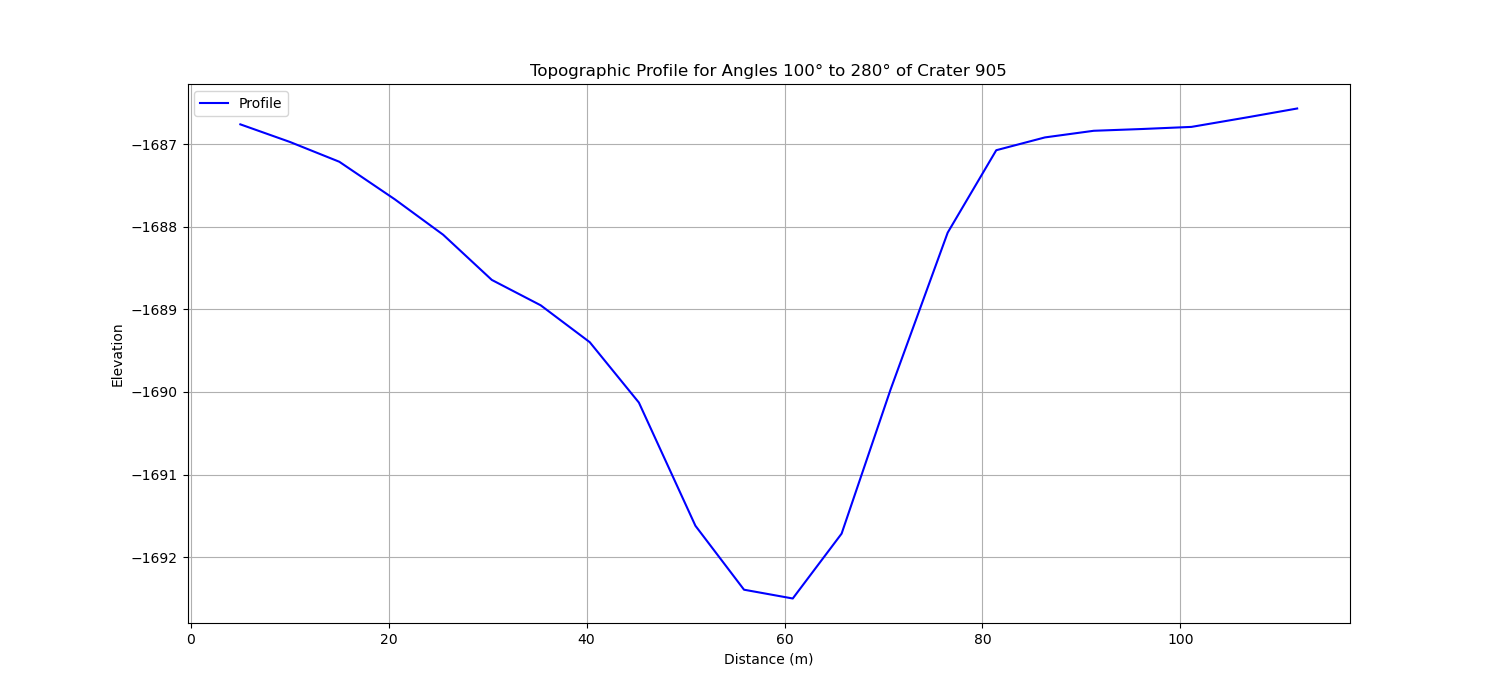 Topographic Profile for Angles 100° to 280° of Crater 905
Profile
−1687
−1688
−1689
−1690
−1691
−1692
Elevation
0 20 40 60 80 100
Distance (m)